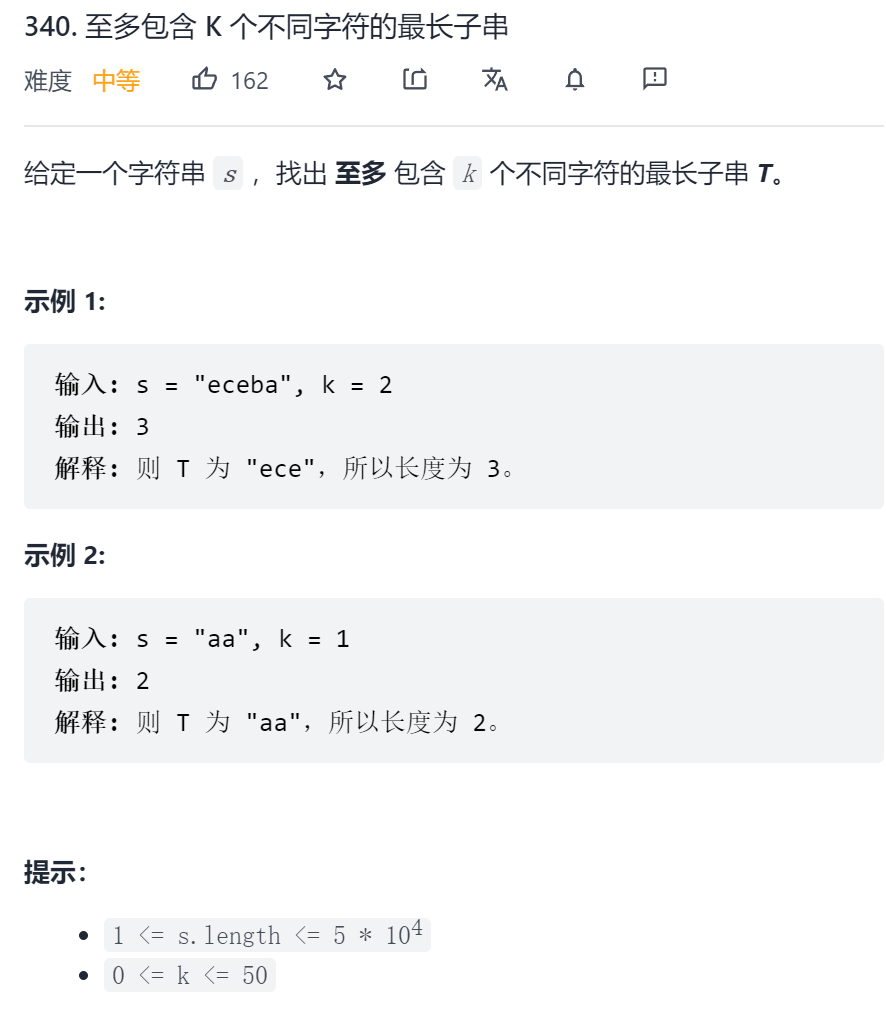 340. 至多包含 K 个不同字符的最长子串
难度 中等 162
给定一个字符串 s ，找出 至多 包含 k 个不同字符的最长子串 T。
示例 1:
输入: s = "eceba", k = 2
输出: 3
解释: 则 T 为 "ece"，所以长度为 3。
示例 2:
输入: s = "aa", k = 1
输出: 2
解释: 则 T 为 "aa"，所以长度为 2。
提示：
• 1 <= s.length <= 5 * 10⁴
• 0 <= k <= 50